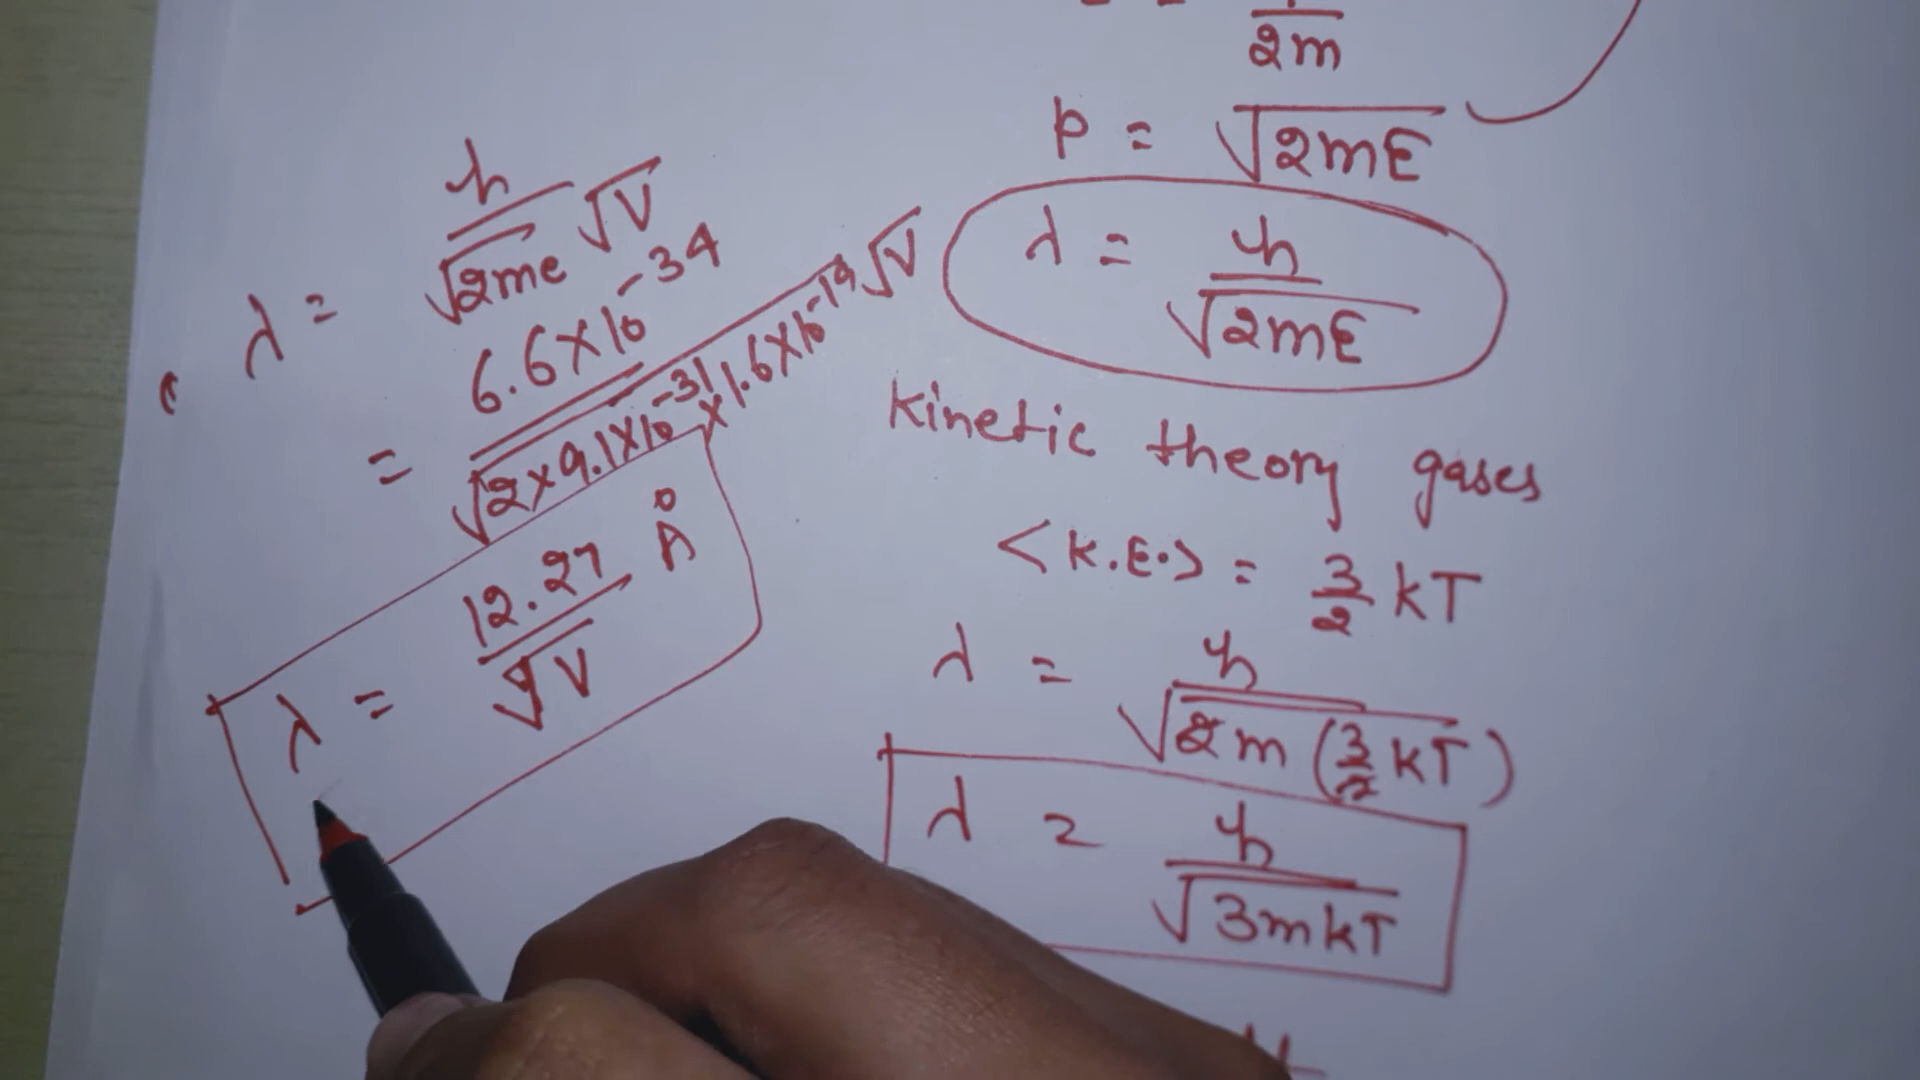 λ = h / √2me √V
= 6.6×10^-34 / √2×9.1×10^-31×1.6×10^-19 √V
λ = 12.27 / √V Å
2m
p = √2mE
λ = h / √2mE
kinetic theory gases
<K.E.> = 3/2 kT
λ = h / √2m(3/2 kT)
λ = h / √3mkT